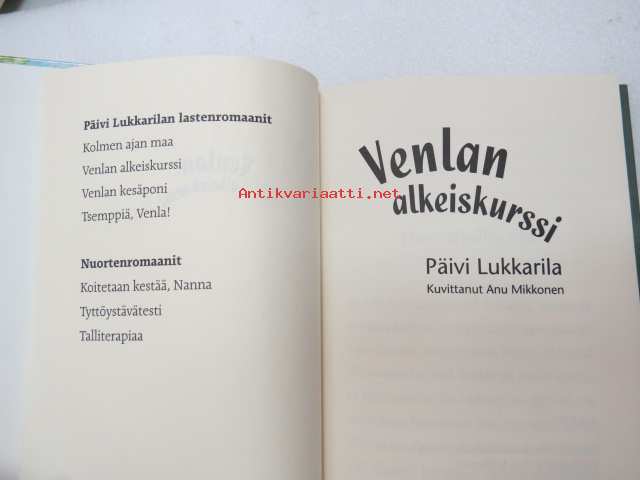 Päivi Lukkarilan lastenromaanit
Kolmen ajan maa
Venlan alkeiskurssi
Venlan kesäponi
Tsemppiä, Venla!
Nuortenromaanit
Koitetaan kestää, Nanna
Tyttöystävätesti
Talliterapiaa
Venlan
alkeiskurssi
Päivi Lukkarila
Kuvittanut Anu Mikkonen
Antikvariaatti.net